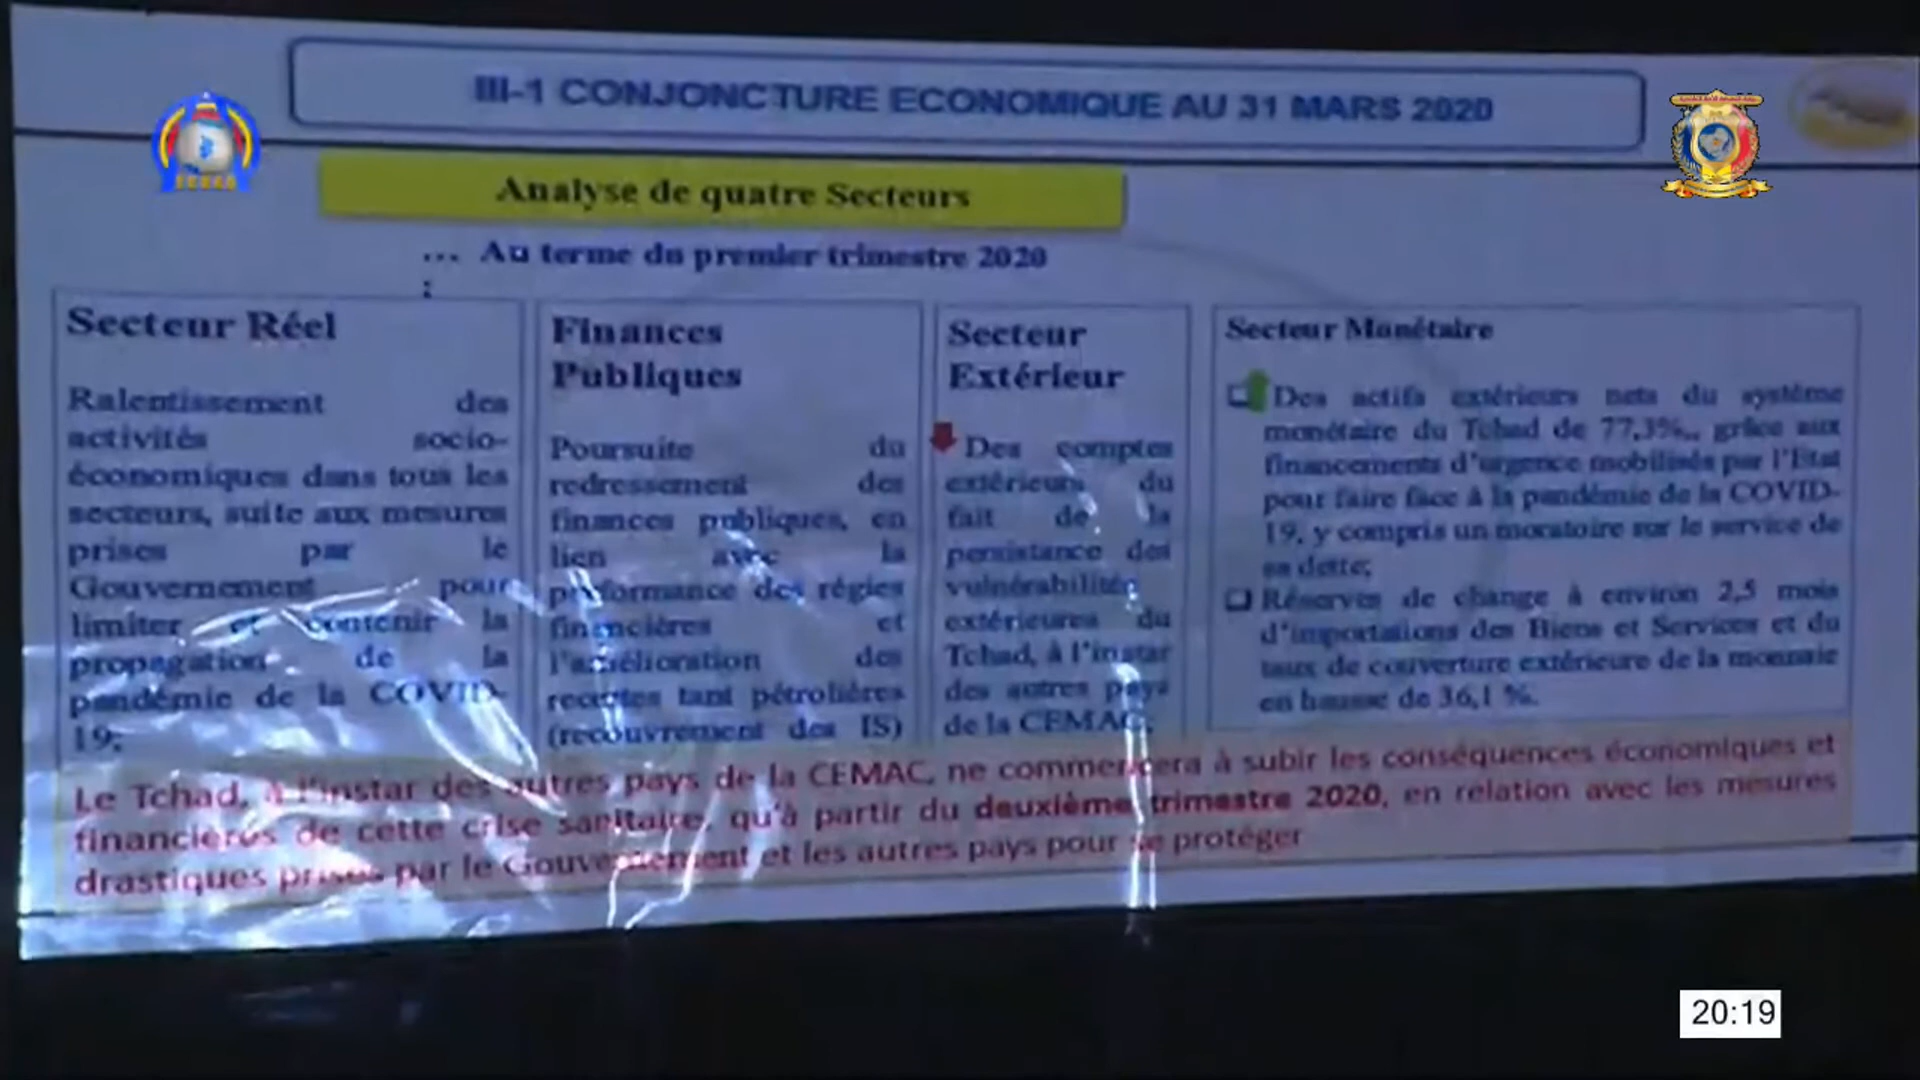 III-1 CONJONCTURE ECONOMIQUE AU 31 MARS 2020
Analyse de quatre Secteurs
... Au terme du premier trimestre 2020
:
Secteur Réel
Ralentissement des
activités socio-
économiques dans tous les
secteurs, suite aux mesures
prises par le
Gouvernement pour
limiter et contenir la
propagation de la
pandémie de la COVID-
19;
Finances
Publiques
Poursuite du
redressement des
finances publiques, en
lien avec la
performance des régies
financières et
l'amélioration des
recettes tant pétrolières
(recouvrement des IS)
Secteur
Extérieur
Des comptes
extérieurs du
fait de la
persistance des
vulnérabilités
extérieures du
Tchad, à l'instar
des autres pays
de la CEMAC;
Secteur Monétaire
Des actifs extérieurs nets du système
monétaire du Tchad de 77,3%, grâce aux
financements d'urgence mobilisés par l'Etat
pour faire face à la pandémie de la COVID-
19, y compris un moratoire sur le service de
sa dette;
Réserves de change à environ 2,5 mois
d'importations des Biens et Services et du
taux de couverture extérieure de la monnaie
en hausse de 36,1 %.
Le Tchad, à l'instar des autres pays de la CEMAC, ne commencera à subir les conséquences économiques et
financières de cette crise sanitaire, qu'à partir du deuxième trimestre 2020, en relation avec les mesures
drastiques prises par le Gouvernement et les autres pays pour se protéger
20:19